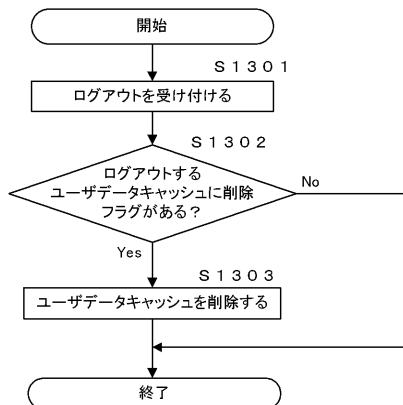 開始
S1301
ログアウトを受け付ける
S1302
ログアウトする
ユーザデータキャッシュに削除
フラグがある?
No
Yes
S1303
ユーザデータキャッシュを削除する
終了